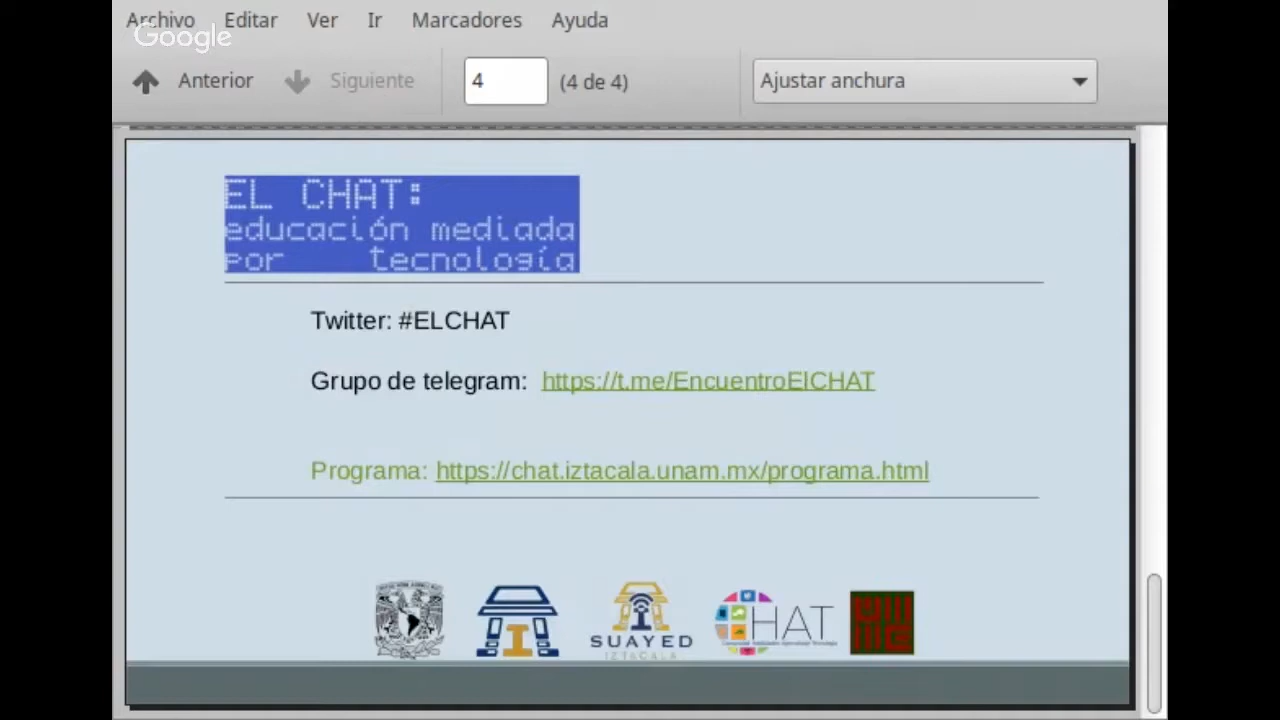 Archivo Editar Ver Ir Marcadores Ayuda
Google
Anterior Siguiente 4 (4 de 4) Ajustar anchura
EL CHAT:
educación mediada
por tecnología
Twitter: #ELCHAT
Grupo de telegram: https://t.me/EncuentroElCHAT
Programa: https://chat.iztacala.unam.mx/programa.html
SUAYED
IZTACALA
HAT